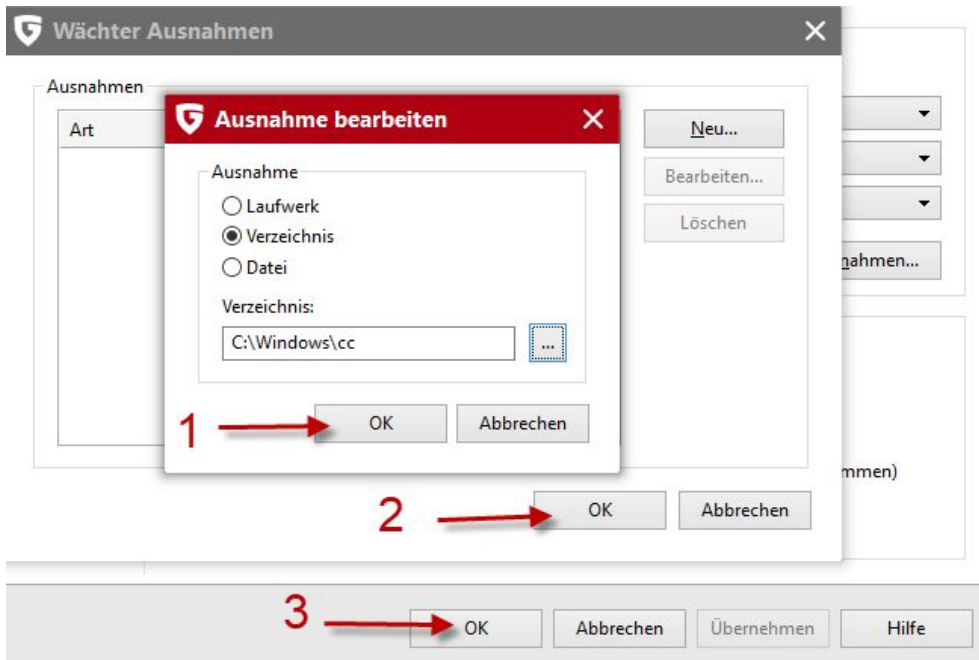 Wächter Ausnahmen
Ausnahmen
Art
Ausnahme bearbeiten
Neu...
Bearbeiten...
Löschen
Ausnahme
Laufwerk
Verzeichnis
Datei
Verzeichnis:
C:\Windows\cc
...
nahmen...
1
OK
Abbrechen
mmen)
2
OK
Abbrechen
3
OK
Abbrechen
Übernehmen
Hilfe